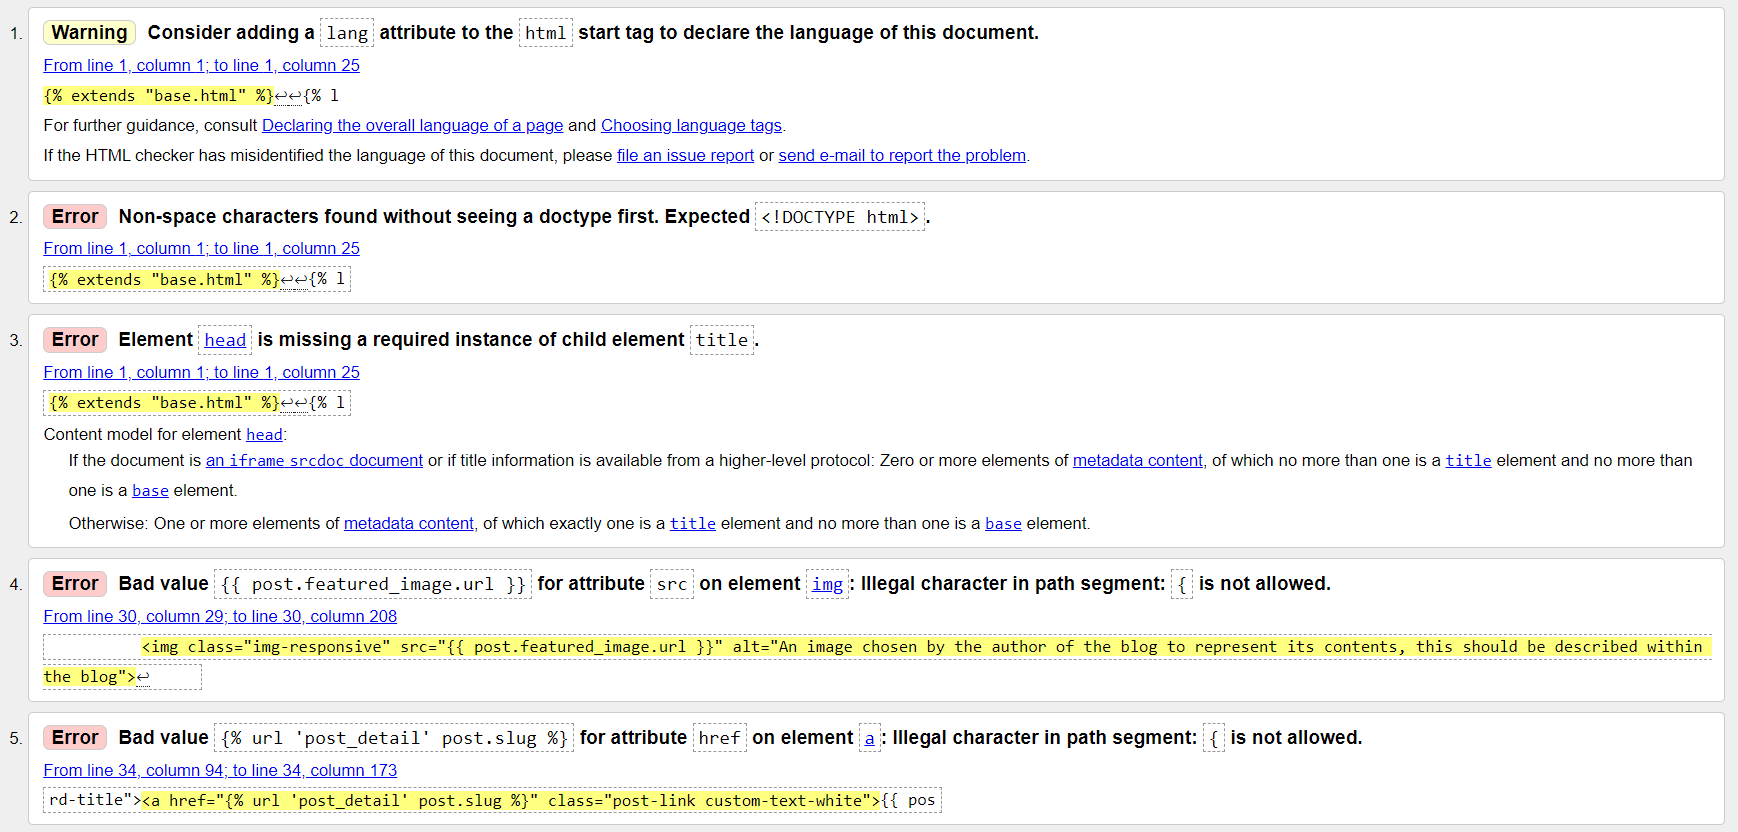 1. Warning Consider adding a lang attribute to the html start tag to declare the language of this document.
From line 1, column 1; to line 1, column 25
{% extends "base.html" %}↩↩{% l
For further guidance, consult Declaring the overall language of a page and Choosing language tags.
If the HTML checker has misidentified the language of this document, please file an issue report or send e-mail to report the problem.
2. Error Non-space characters found without seeing a doctype first. Expected <!DOCTYPE html>.
From line 1, column 1; to line 1, column 25
{% extends "base.html" %}↩↩{% l
3. Error Element head is missing a required instance of child element title.
From line 1, column 1; to line 1, column 25
{% extends "base.html" %}↩↩{% l
Content model for element head:
If the document is an iframe srcdoc document or if title information is available from a higher-level protocol: Zero or more elements of metadata content, of which no more than one is a title element and no more than
one is a base element.
Otherwise: One or more elements of metadata content, of which exactly one is a title element and no more than one is a base element.
4. Error Bad value {{ post.featured_image.url }} for attribute src on element img: Illegal character in path segment: { is not allowed.
From line 30, column 29; to line 30, column 208
<img class="img-responsive" src="{{ post.featured_image.url }}" alt="An image chosen by the author of the blog to represent its contents, this should be described within
the blog">↩
5. Error Bad value {% url 'post_detail' post.slug %} for attribute href on element a: Illegal character in path segment: { is not allowed.
From line 34, column 94; to line 34, column 173
rd-title"><a href="{% url 'post_detail' post.slug %}" class="post-link custom-text-white">{{ pos